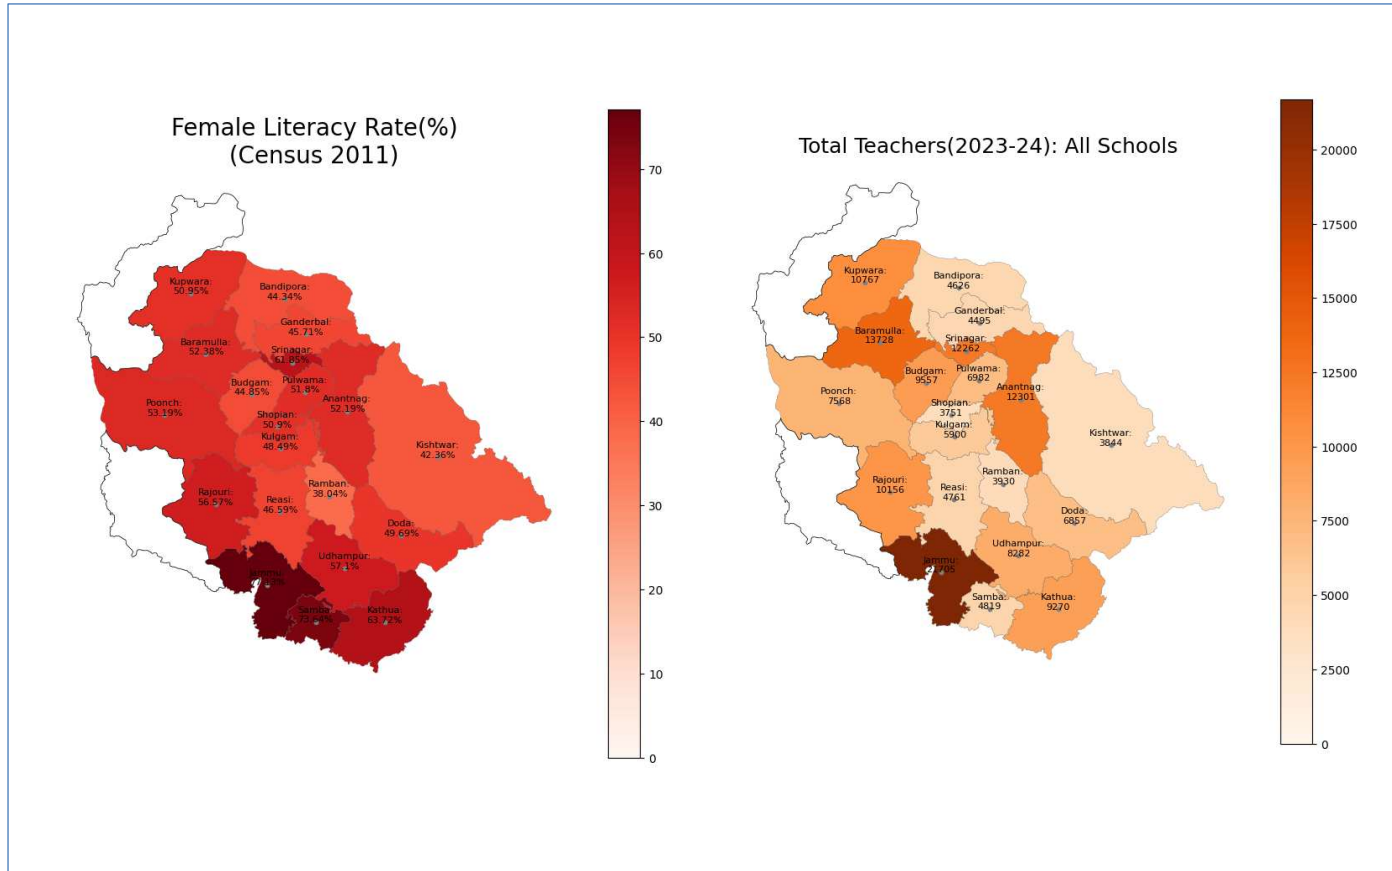 Female Literacy Rate(%)
(Census 2011)
Kupwara:
50.95%
Bandipora:
44.34%
Ganderbal:
45.71%
Baramulla:
52.38%
Srinagar:
61.85%
Budgam:
44.85%
Pulwama:
51.8%
Anantnag:
52.19%
Poonch:
53.19%
Shopian:
50.9%
Kulgam:
48.49%
Kishtwar:
42.36%
Rajouri:
56.57%
Reasi:
46.59%
Ramban:
38.04%
Doda:
49.69%
Udhampur:
57.1%
Jammu:
Samba:
73.64%
Kathua:
63.72%
70
60
50
40
30
20
10
0
Total Teachers(2023-24): All Schools
Kupwara:
10767
Bandipora:
4626
Ganderbal:
4495
Baramulla:
13728
Srinagar:
12262
Budgam:
9557
Pulwama:
6982
Anantnag:
12301
Poonch:
7568
Shopian:
3751
Kulgam:
5900
Kishtwar:
3844
Rajouri:
10156
Reasi:
4761
Ramban:
3930
Doda:
6857
Udhampur:
8282
Jammu:
21705
Samba:
4819
Kathua:
9270
20000
17500
15000
12500
10000
7500
5000
2500
0